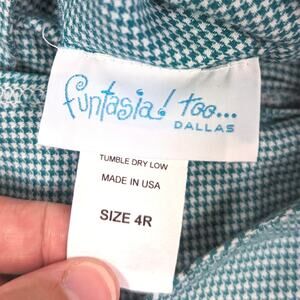 funtasia! too...
DALLAS
TUMBLE DRY LOW
MADE IN USA
SIZE 4R